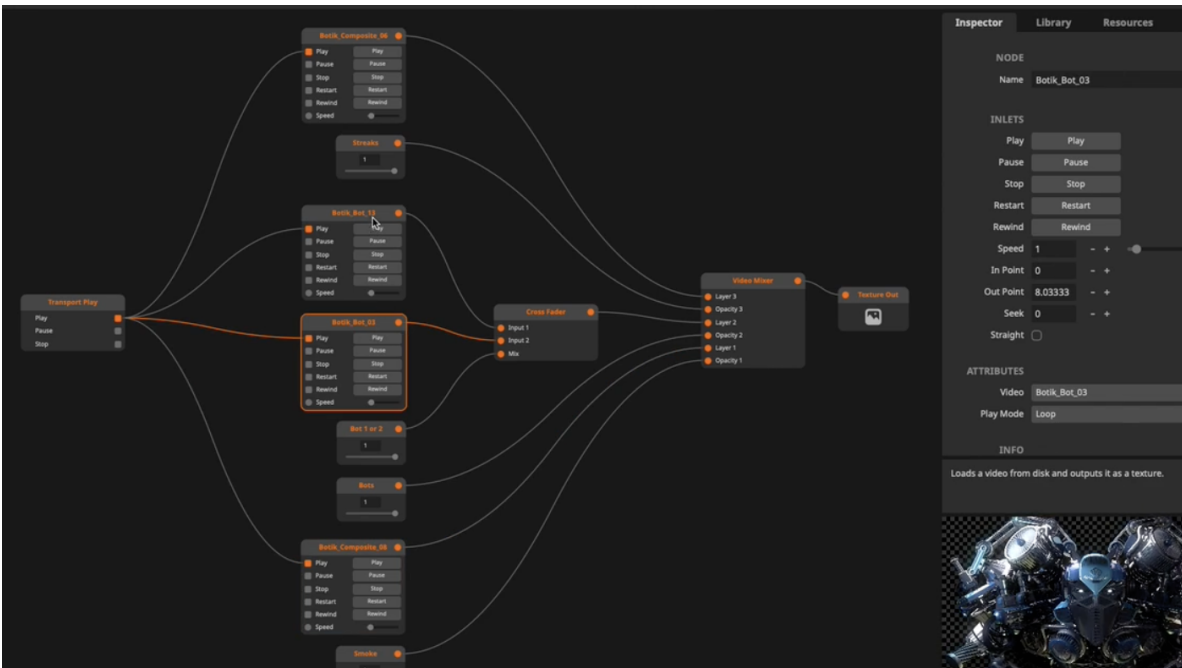 Botik_Composite_06
Play Play
Pause Pause
Stop Stop
Restart Restart
Rewind Rewind
Speed
Streaks
1
Botik_Bot_13
Play Play
Pause Pause
Stop Stop
Restart Restart
Rewind Rewind
Speed
Transport Play
Play
Pause
Stop
Botik_Bot_03
Play Play
Pause Pause
Stop Stop
Restart Restart
Rewind Rewind
Speed
Bot 1 or 2
1
Bots
1
Botik_Composite_08
Play Play
Pause Pause
Stop Stop
Restart Restart
Rewind Rewind
Speed
Smoke
Cross Fader
Input 1
Input 2
Mix
Video Mixer
Layer 3
Opacity 3
Layer 2
Opacity 2
Layer 1
Opacity 1
Texture Out
Inspector Library Resources
NODE
Name Botik_Bot_03
INLETS
Play Play
Pause Pause
Stop Stop
Restart Restart
Rewind Rewind
Speed 1 - +
In Point 0 - +
Out Point 8.03333 - +
Seek 0 - +
Straight
ATTRIBUTES
Video Botik_Bot_03
Play Mode Loop
INFO
Loads a video from disk and outputs it as a texture.